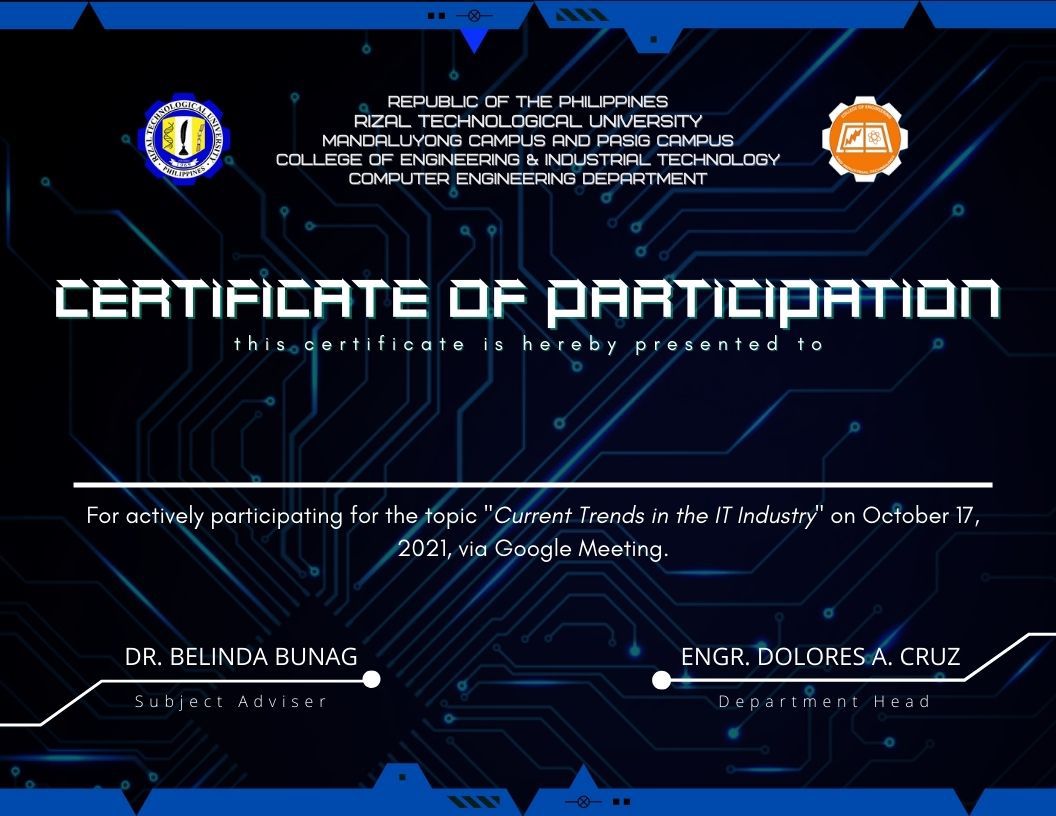 REPUBLIC OF THE PHILIPPINES
RIZAL TECHNOLOGICAL UNIVERSITY
MANDALUYONG CAMPUS AND PASIG CAMPUS
COLLEGE OF ENGINEERING & INDUSTRIAL TECHNOLOGY
COMPUTER ENGINEERING DEPARTMENT
RIZAL TECHNOLOGICAL UNIVERSITY
1969
PHILIPPINES
CERTIFICATE OF PARTICIPATION
this certificate is hereby presented to
For actively participating for the topic "Current Trends in the IT Industry" on October 17,
2021, via Google Meeting.
DR. BELINDA BUNAG
Subject Adviser
ENGR. DOLORES A. CRUZ
Department Head